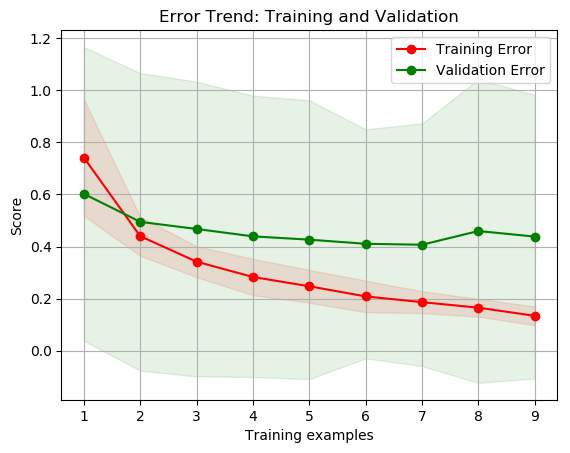 Error Trend: Training and Validation
Training Error
Validation Error
Score
1.2
1.0
0.8
0.6
0.4
0.2
0.0
1 2 3 4 5 6 7 8 9
Training examples